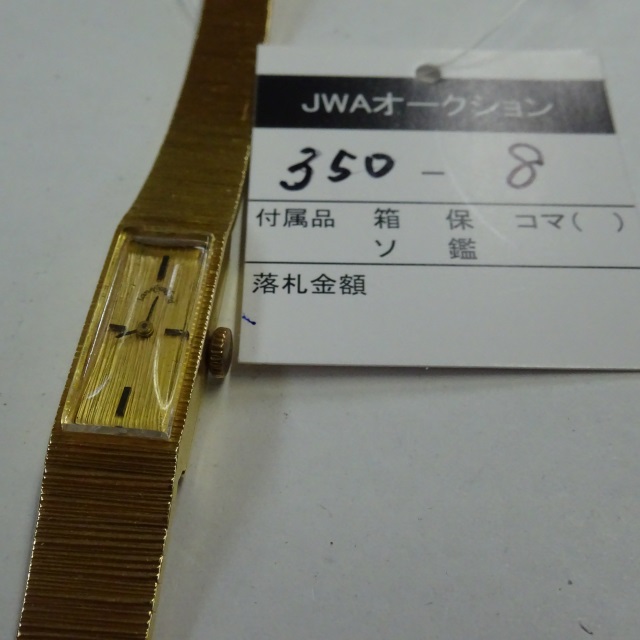 JWAオークション
350-8
付属品 箱 保 コマ( )
ソ 鑑
落札金額